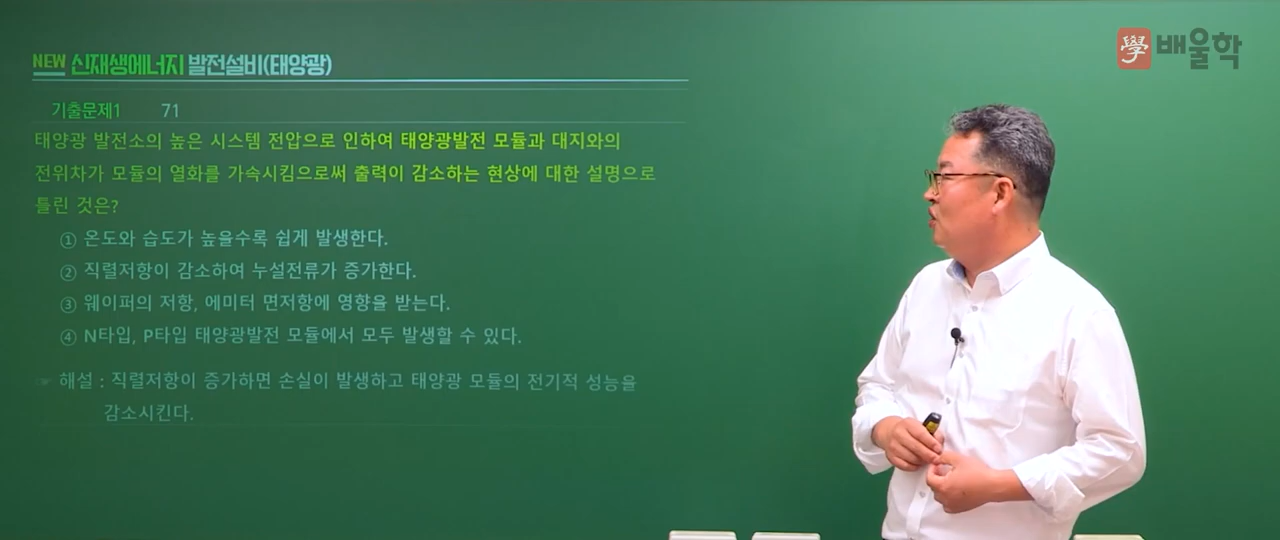 學 배울학
NEW 신재생에너지 발전설비(태양광)
기출문제1 71
태양광 발전소의 높은 시스템 전압으로 인하여 태양광발전 모듈과 대지와의
전위차가 모듈의 열화를 가속시킴으로써 출력이 감소하는 현상에 대한 설명으로
틀린 것은?
① 온도와 습도가 높을수록 쉽게 발생한다.
② 직렬저항이 감소하여 누설전류가 증가한다.
③ 웨이퍼의 저항, 에미터 면저항에 영향을 받는다.
④ N타입, P타입 태양광발전 모듈에서 모두 발생할 수 있다.
☞ 해설 : 직렬저항이 증가하면 손실이 발생하고 태양광 모듈의 전기적 성능을
감소시킨다.